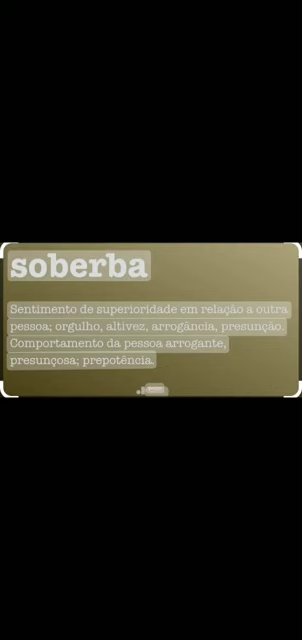 soberba
Sentimento de superioridade em relação a outra
pessoa; orgulho, altivez, arrogância, presunção.
Comportamento da pessoa arrogante,
presunçosa; prepotência.